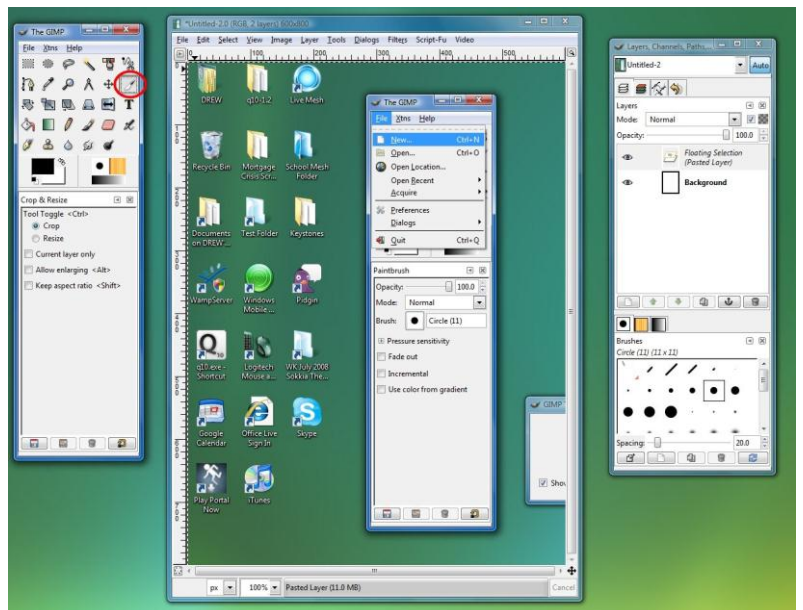 The GIMP
File Xtns Help
Crop & Resize
Tool Toggle <Ctrl>
Crop
Resize
Current layer only
Allow enlarging <Alt>
Keep aspect ratio <Shift>
*Untitled-2.0 (RGB, 2 layers) 600x800
File Edit Select View Image Layer Tools Dialogs Filters Script-Fu Video
0 100 200 300 400 500
DREW
q10-1.2
Live Mesh
Recycle Bin
Mortgage Crisis Scr...
School Mesh Folder
Documents on DREW...
Test Folder
Keystones
WampServer
Windows Mobile ...
Pidgin
q10.exe - Shortcut
Logitech Mouse a...
WK July 2008 Sokkia The...
Google Calendar
Office Live Sign In
Skype
Play Portal Now
iTunes
The GIMP
File Xtns Help
New... Ctrl+N
Open... Ctrl+O
Open Location...
Open Recent
Acquire
Preferences
Dialogs
Quit Ctrl+Q
Paintbrush
Opacity: 100.0
Mode: Normal
Brush: Circle (11)
Pressure sensitivity
Fade out
Incremental
Use color from gradient
GIMP
Show
px 100% Pasted Layer (11.0 MB) Cancel
Layers, Channels, Paths,...
Untitled-2 Auto
Layers
Mode: Normal
Opacity: 100.0
Floating Selection
(Pasted Layer)
Background
Brushes
Circle (11) (11 x 11)
Spacing: 20.0